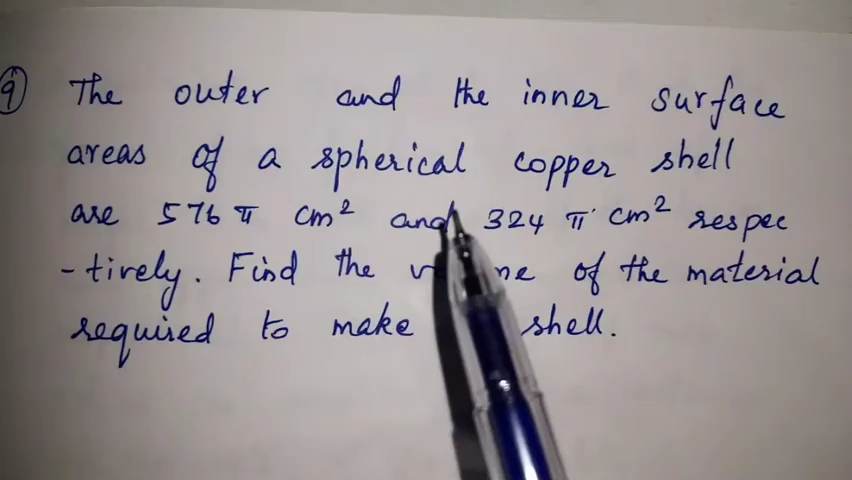 9 The outer and the inner surface
areas of a spherical copper shell
are 576 π cm² and 324 π cm² respec
-tively. Find the of the material
required to make shell.